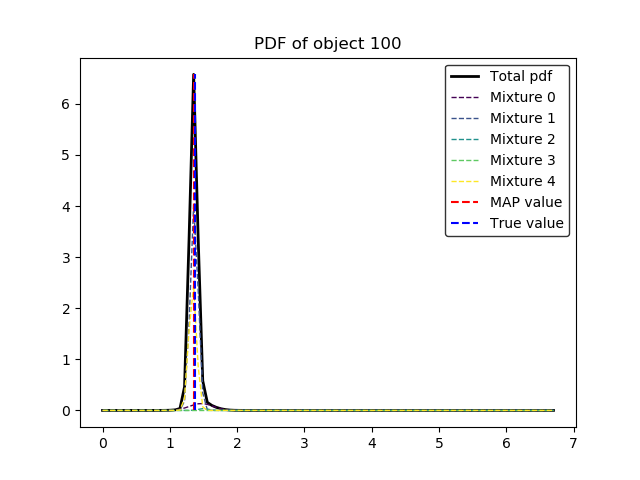 PDF of object 100
Total pdf
Mixture 0
Mixture 1
Mixture 2
Mixture 3
Mixture 4
MAP value
True value
6
5
4
3
2
1
0
0 1 2 3 4 5 6 7